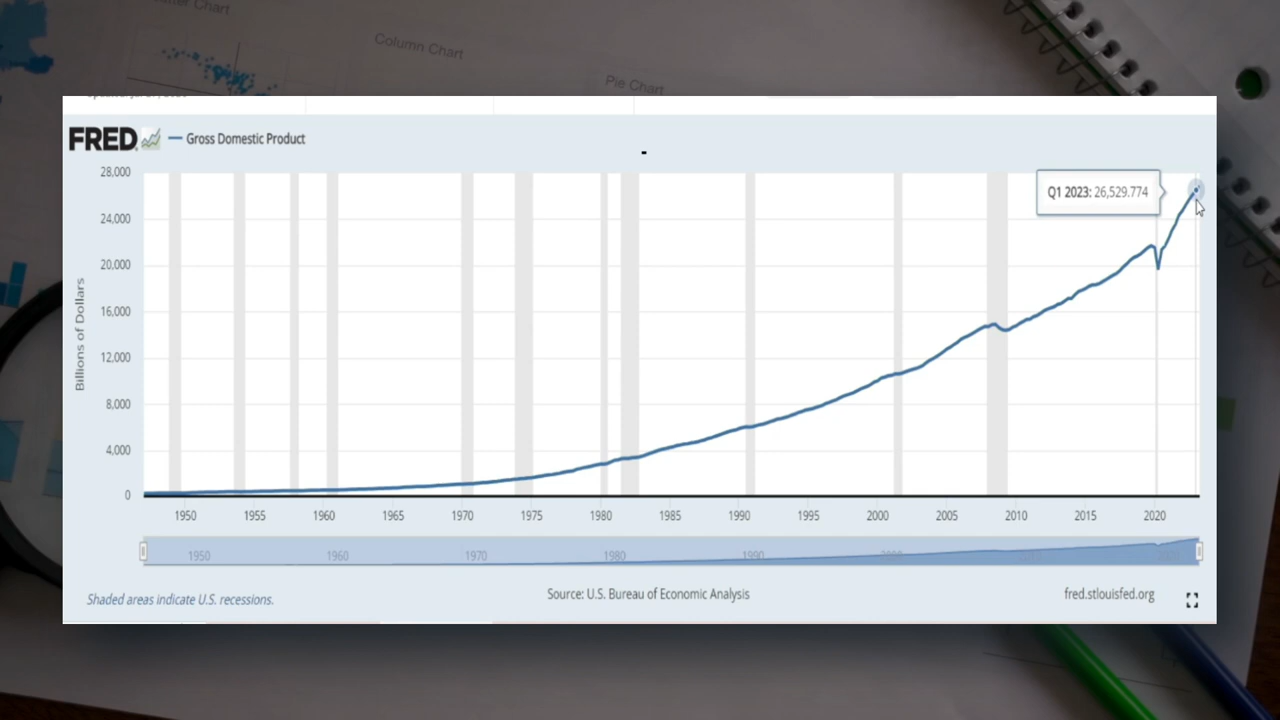 Column Chart
Pie Chart
FRED
Gross Domestic Product
-
28,000
24,000
20,000
16,000
12,000
8,000
4,000
0
Billions of Dollars
Q1 2023: 26,529.774
1950 1955 1960 1965 1970 1975 1980 1985 1990 1995 2000 2005 2010 2015 2020
1950 1960 1970 1980 1990 2000
Shaded areas indicate U.S. recessions.
Source: U.S. Bureau of Economic Analysis
fred.stlouisfed.org